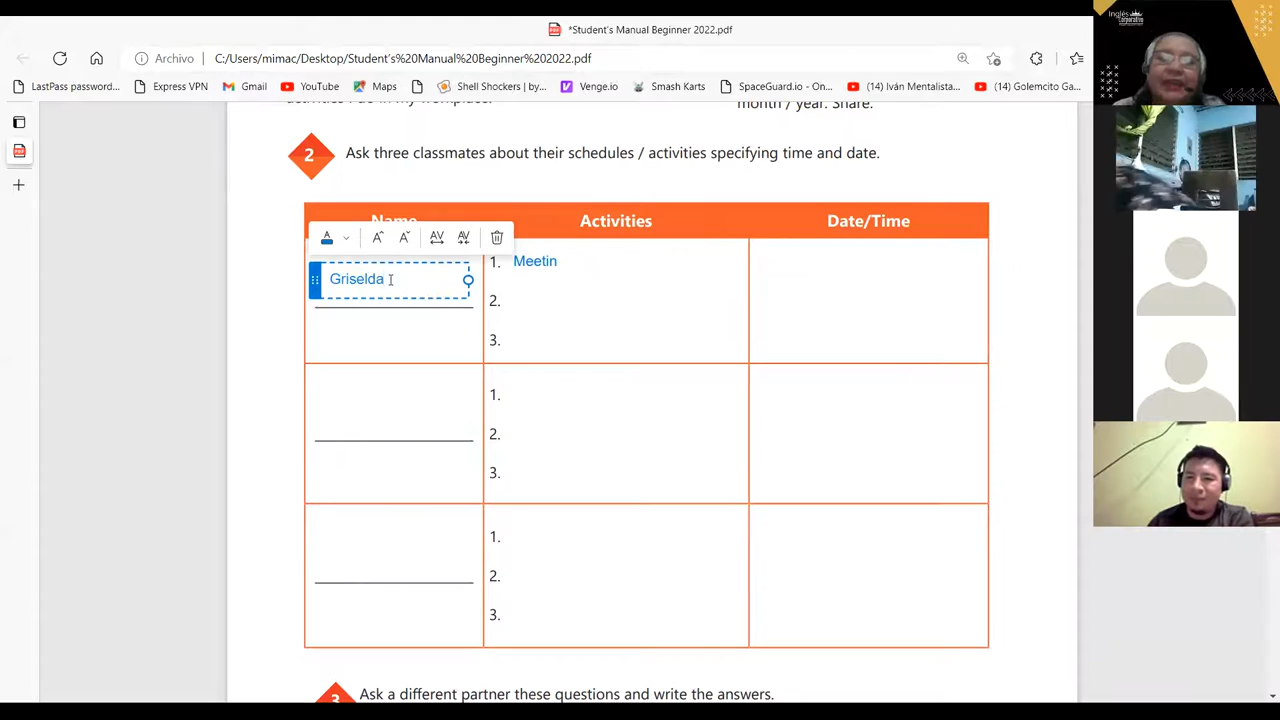 *Student's Manual Beginner 2022.pdf
Archivo
C:/Users/mimac/Desktop/Student's%20Manual%20Beginner%202022.pdf
LastPass password...
Express VPN
Gmail
YouTube
Maps
Shell Shockers | by...
Venge.io
Smash Karts
SpaceGuard.io - On...
(14) Iván Mentalista...
(14) Golemcito Ga...
Inglés
Corporativo
month / year. Share.
2
Ask three classmates about their schedules / activities specifying time and date.
Name
Activities
Date/Time
Griselda
1. Meetin
2.
3.
1.
2.
3.
1.
2.
3.
3
Ask a different partner these questions and write the answers.